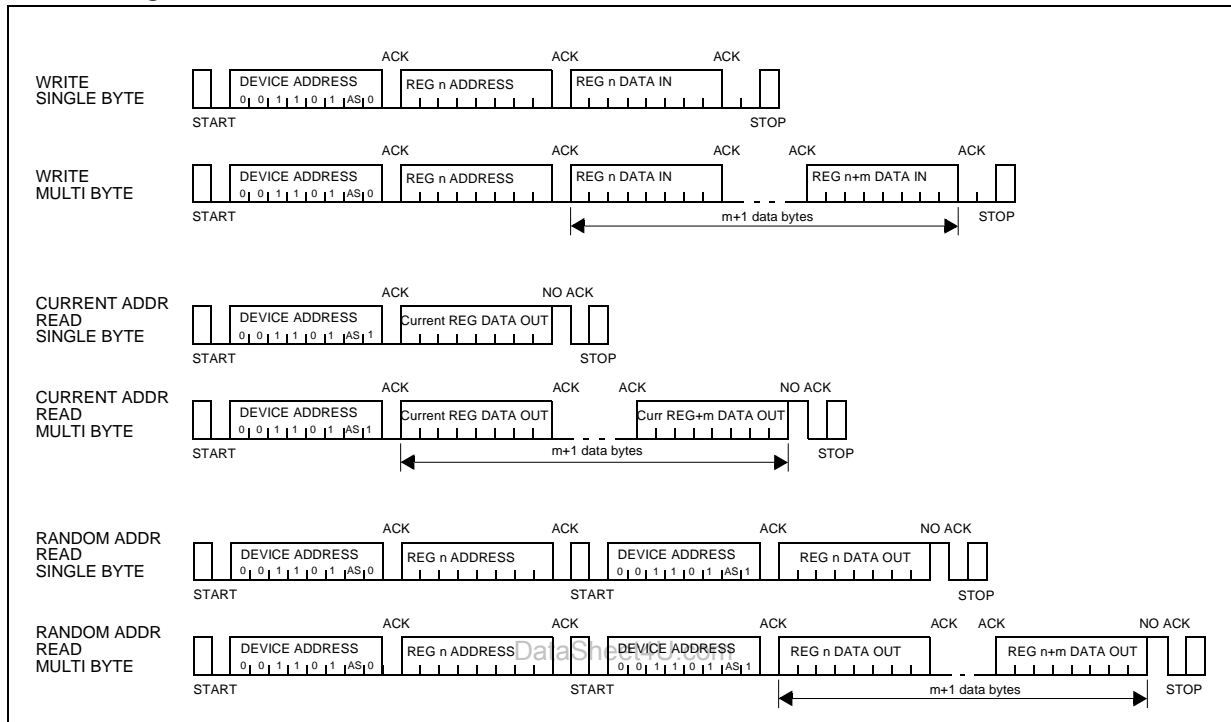 ACK ACK ACK
WRITE
SINGLE BYTE
DEVICE ADDRESS REG n ADDRESS REG n DATA IN
0 0 1 1 1 0 1 AS 0
START STOP
ACK ACK ACK ACK ACK
WRITE
MULTI BYTE
DEVICE ADDRESS REG n ADDRESS REG n DATA IN REG n+m DATA IN
0 0 1 1 0 1 AS 0
START m+1 data bytes STOP
ACK NO ACK
CURRENT ADDR
READ
SINGLE BYTE
DEVICE ADDRESS Current REG DATA OUT
0 0 1 1 0 1 AS 1
START STOP
ACK ACK ACK NO ACK
CURRENT ADDR
READ
MULTI BYTE
DEVICE ADDRESS Current REG DATA OUT Curr REG+m DATA OUT
0 0 1 1 0 1 AS 1
START m+1 data bytes STOP
ACK ACK ACK NO ACK
RANDOM ADDR
READ
SINGLE BYTE
DEVICE ADDRESS REG n ADDRESS DEVICE ADDRESS REG n DATA OUT
0 0 1 1 0 1 AS 0 0 0 1 1 0 1 AS 1
START START STOP
ACK ACK ACK ACK ACK NO ACK
RANDOM ADDR
READ
MULTI BYTE
DEVICE ADDRESS REG n ADDRESS DEVICE ADDRESS REG n DATA OUT REG n+m DATA OUT
DataSheet4U.com
0 0 1 1 0 1 AS 0 0 0 1 1 0 1 AS 1
START START m+1 data bytes STOP